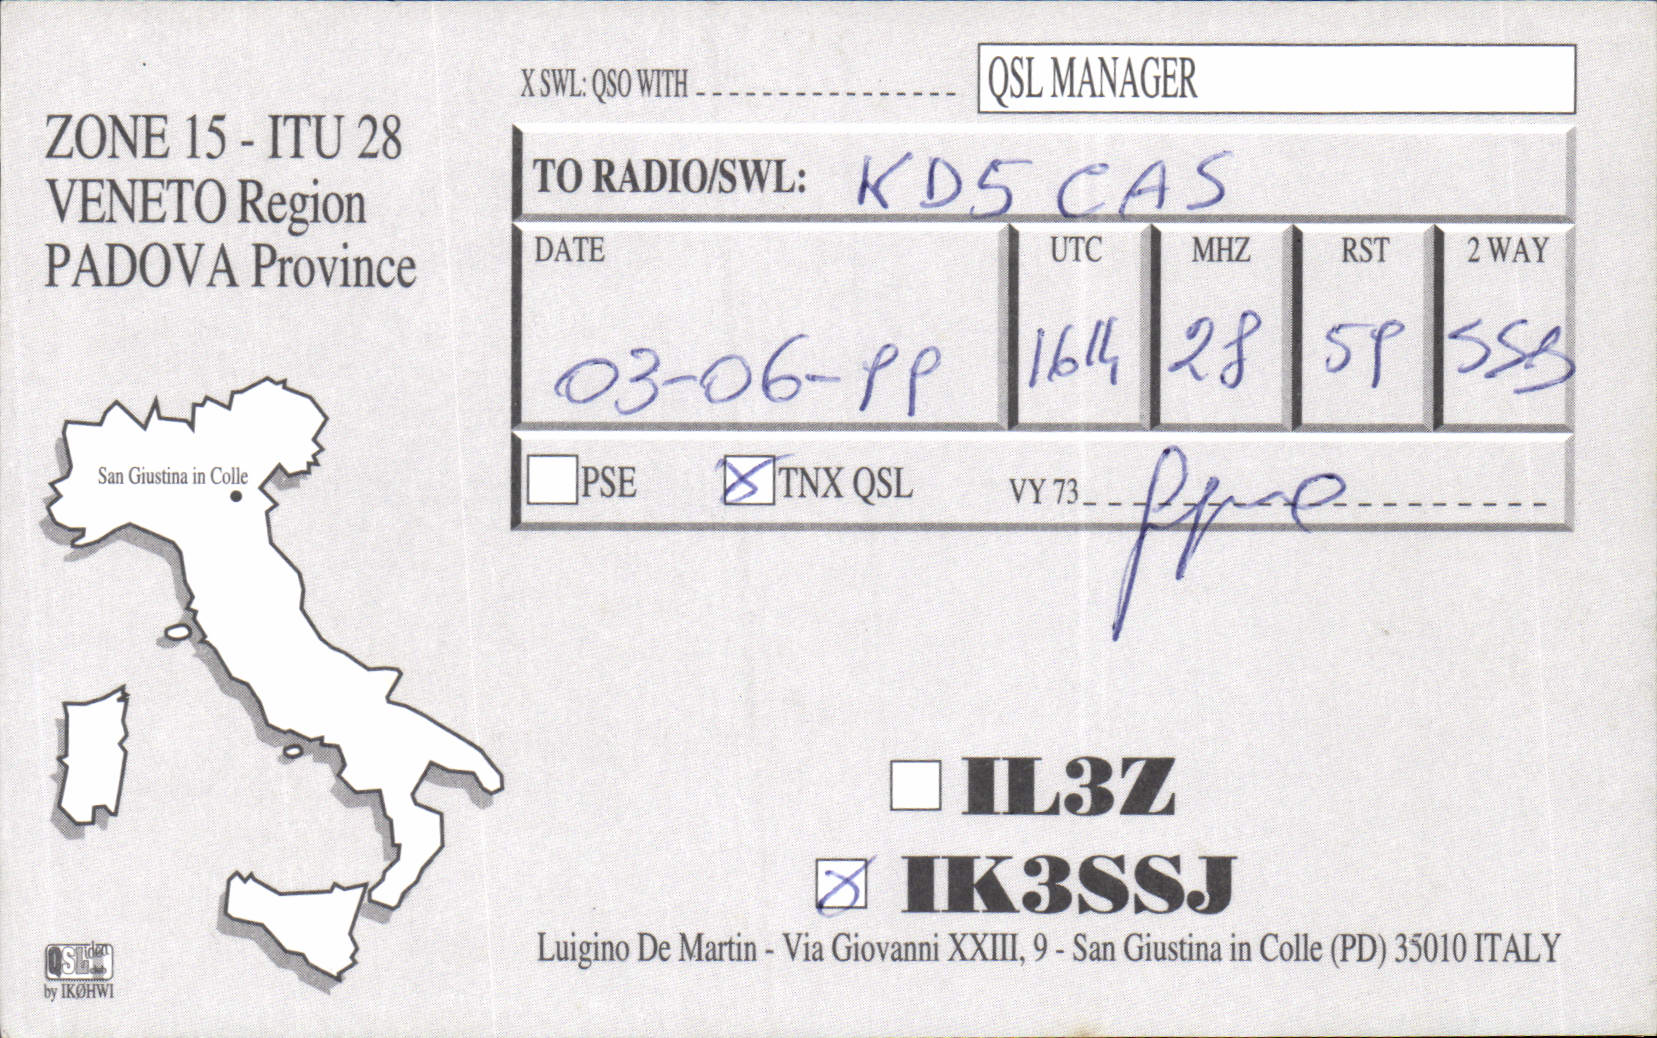 X SWL: QSO WITH
QSL MANAGER
ZONE 15 - ITU 28
VENETO Region
PADOVA Province
TO RADIO/SWL: KD5CAS
DATE UTC MHZ RST 2 WAY
03-06-99 28 59 SSB
PSE TNX QSL VY 73
San Giustina in Colle
IL3Z
IK3SSJ
Luigino De Martin - Via Giovanni XXIII, 9 - San Giustina in Colle (PD) 35010 ITALY
QSL
by IKØHWI